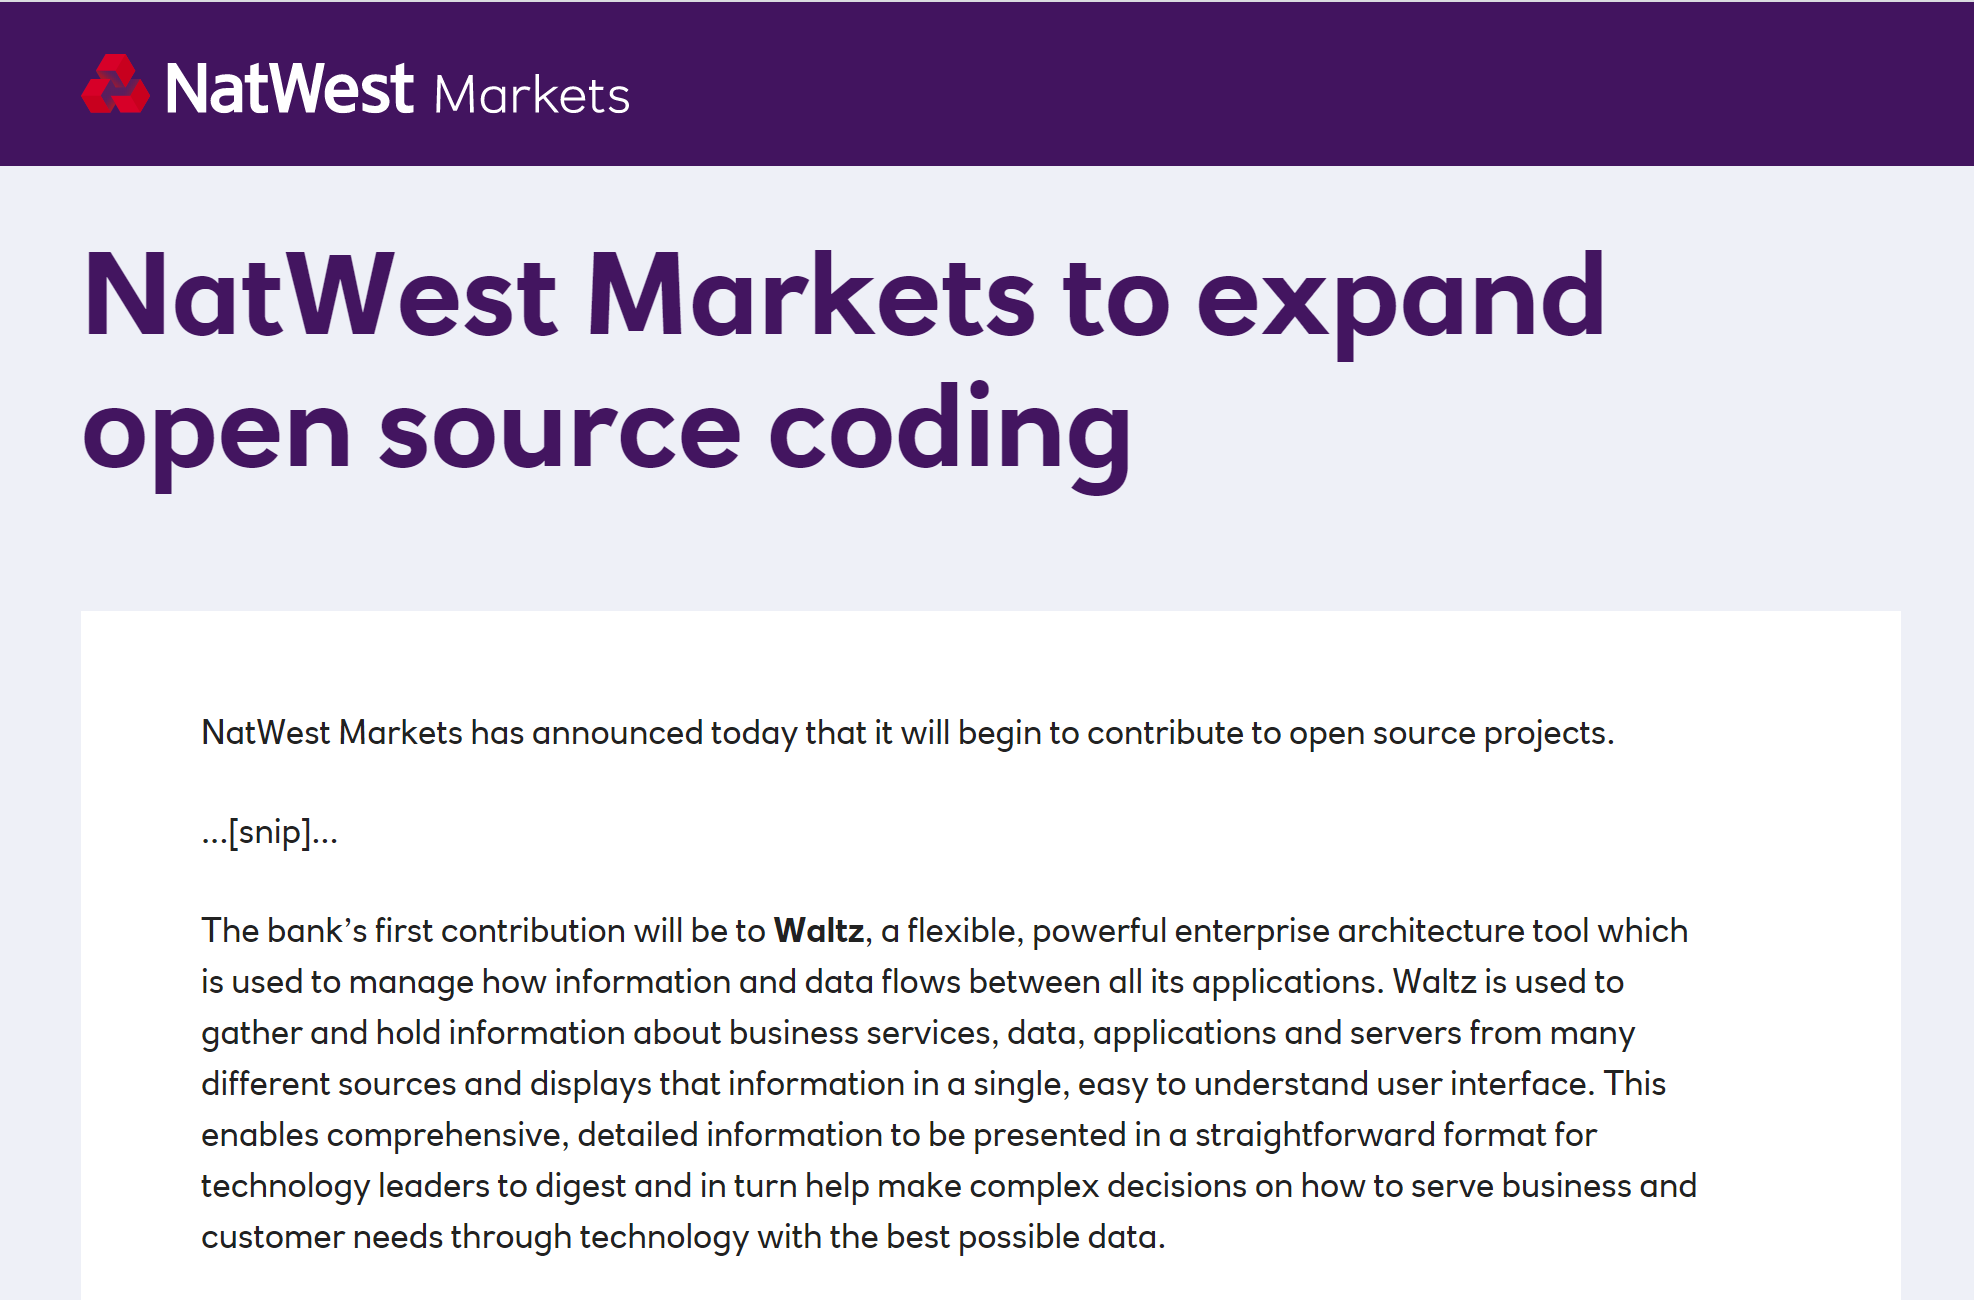 NatWest Markets
NatWest Markets to expand
open source coding
NatWest Markets has announced today that it will begin to contribute to open source projects.
...[snip]...
The bank’s first contribution will be to Waltz, a flexible, powerful enterprise architecture tool which
is used to manage how information and data flows between all its applications. Waltz is used to
gather and hold information about business services, data, applications and servers from many
different sources and displays that information in a single, easy to understand user interface. This
enables comprehensive, detailed information to be presented in a straightforward format for
technology leaders to digest and in turn help make complex decisions on how to serve business and
customer needs through technology with the best possible data.